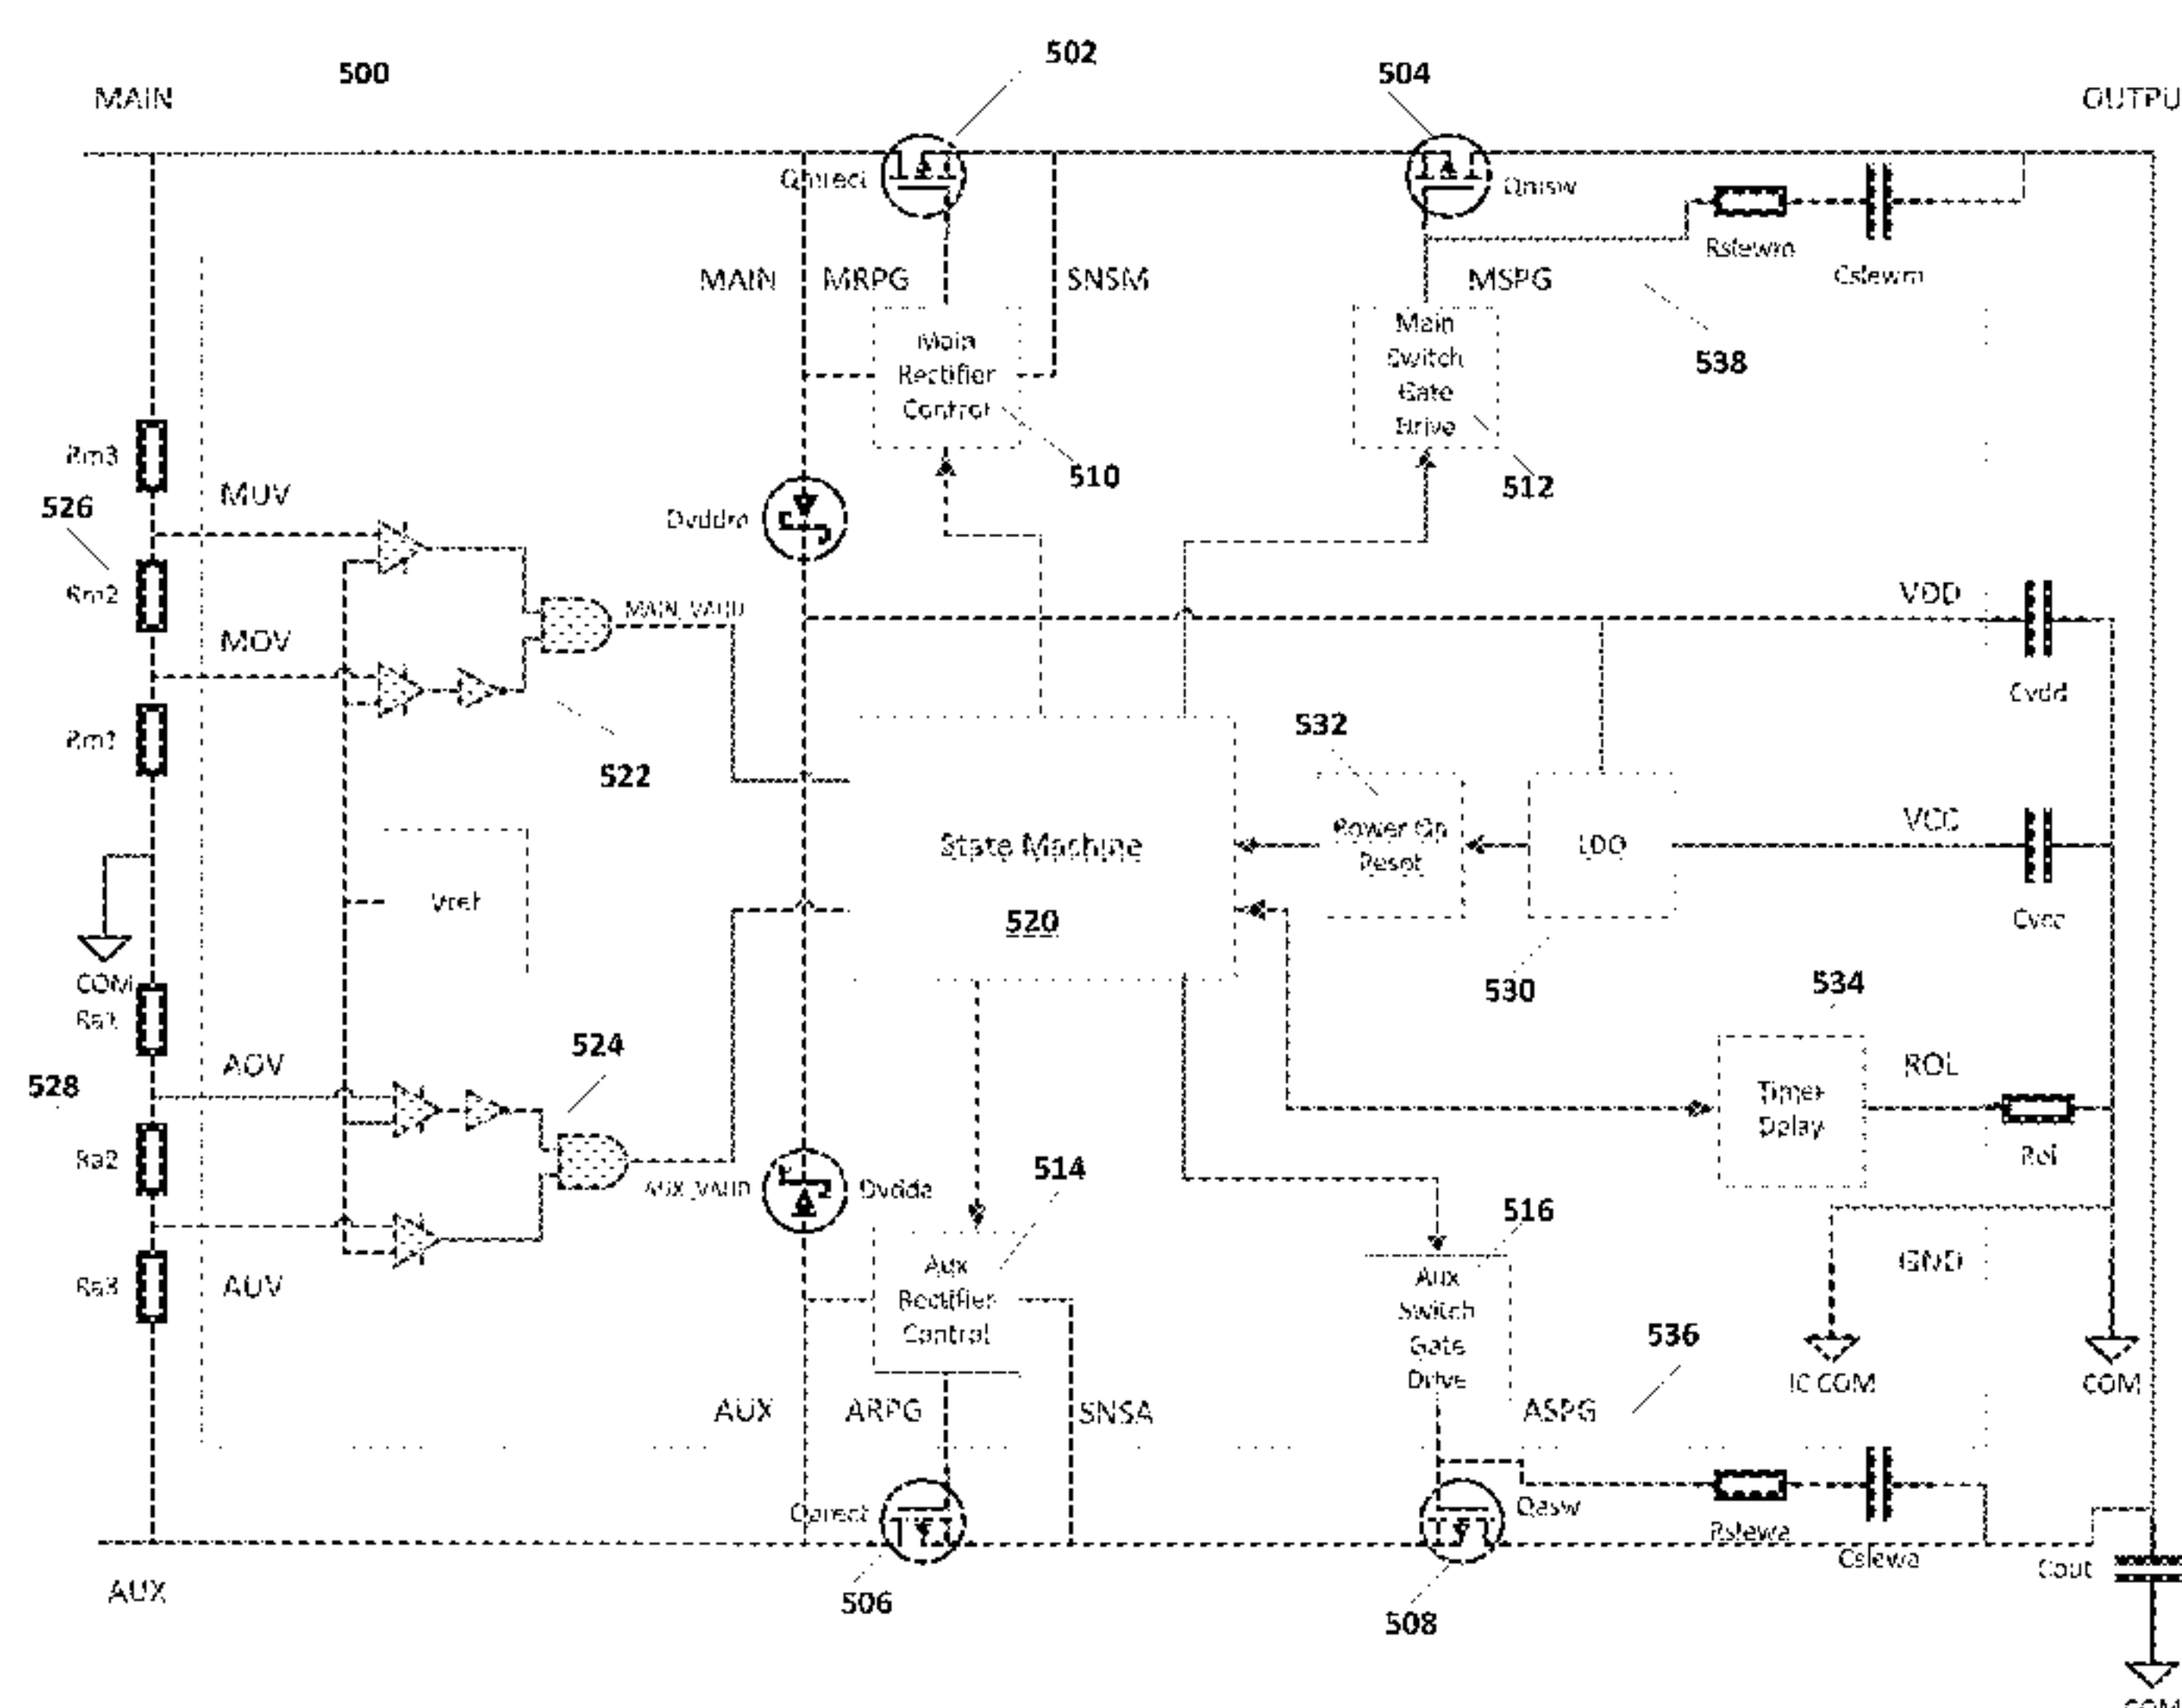 500
502
504
MAIN
OUTPU
Qmrect
Qmsw
Rslewm
Cslewm
MAIN
MRPG
SNSM
MSPG
538
Main
Rectifier
Control
Main
Switch
Gate
Drive
510
512
Rm3
MUV
526
Dvddm
Rm2
MAIN_VALID
VDD
MOV
Cvdd
Rm1
522
532
VCC
State Machine
Power On
Reset
LDO
Vref
520
Cvcc
COM
530
534
Ra1
524
AOV
ROL
528
Timer
Delay
Ra2
AUX_VALID
Dvdda
514
Rol
516
Ra3
AUV
Aux
Rectifier
Control
Aux
Switch
Gate
Drive
GND
536
IC COM
COM
AUX
ARPG
SNSA
ASPG
Qarect
Qasw
Rslewa
Cslewa
Cout
AUX
506
508
COM